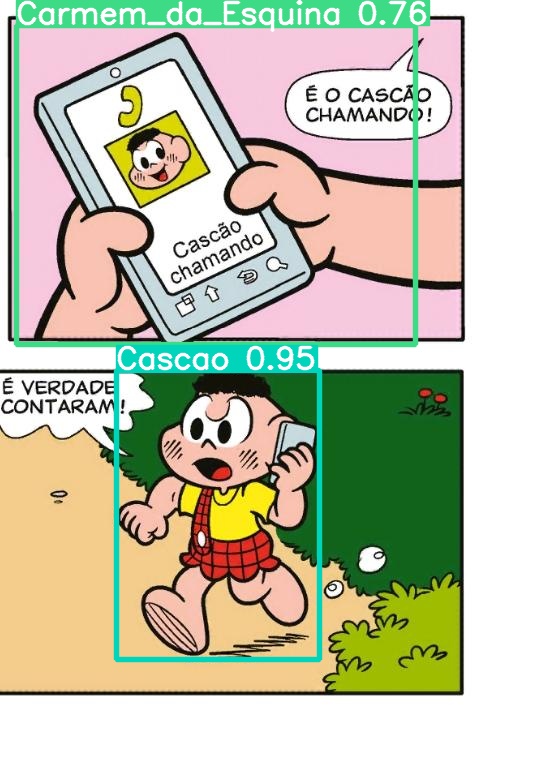 Carmem_da_Esquina 0.76
É O CASCÃO
CHAMANDO!
Cascão
chamando
Cascao 0.95
É VERDADE
CONTARAM!